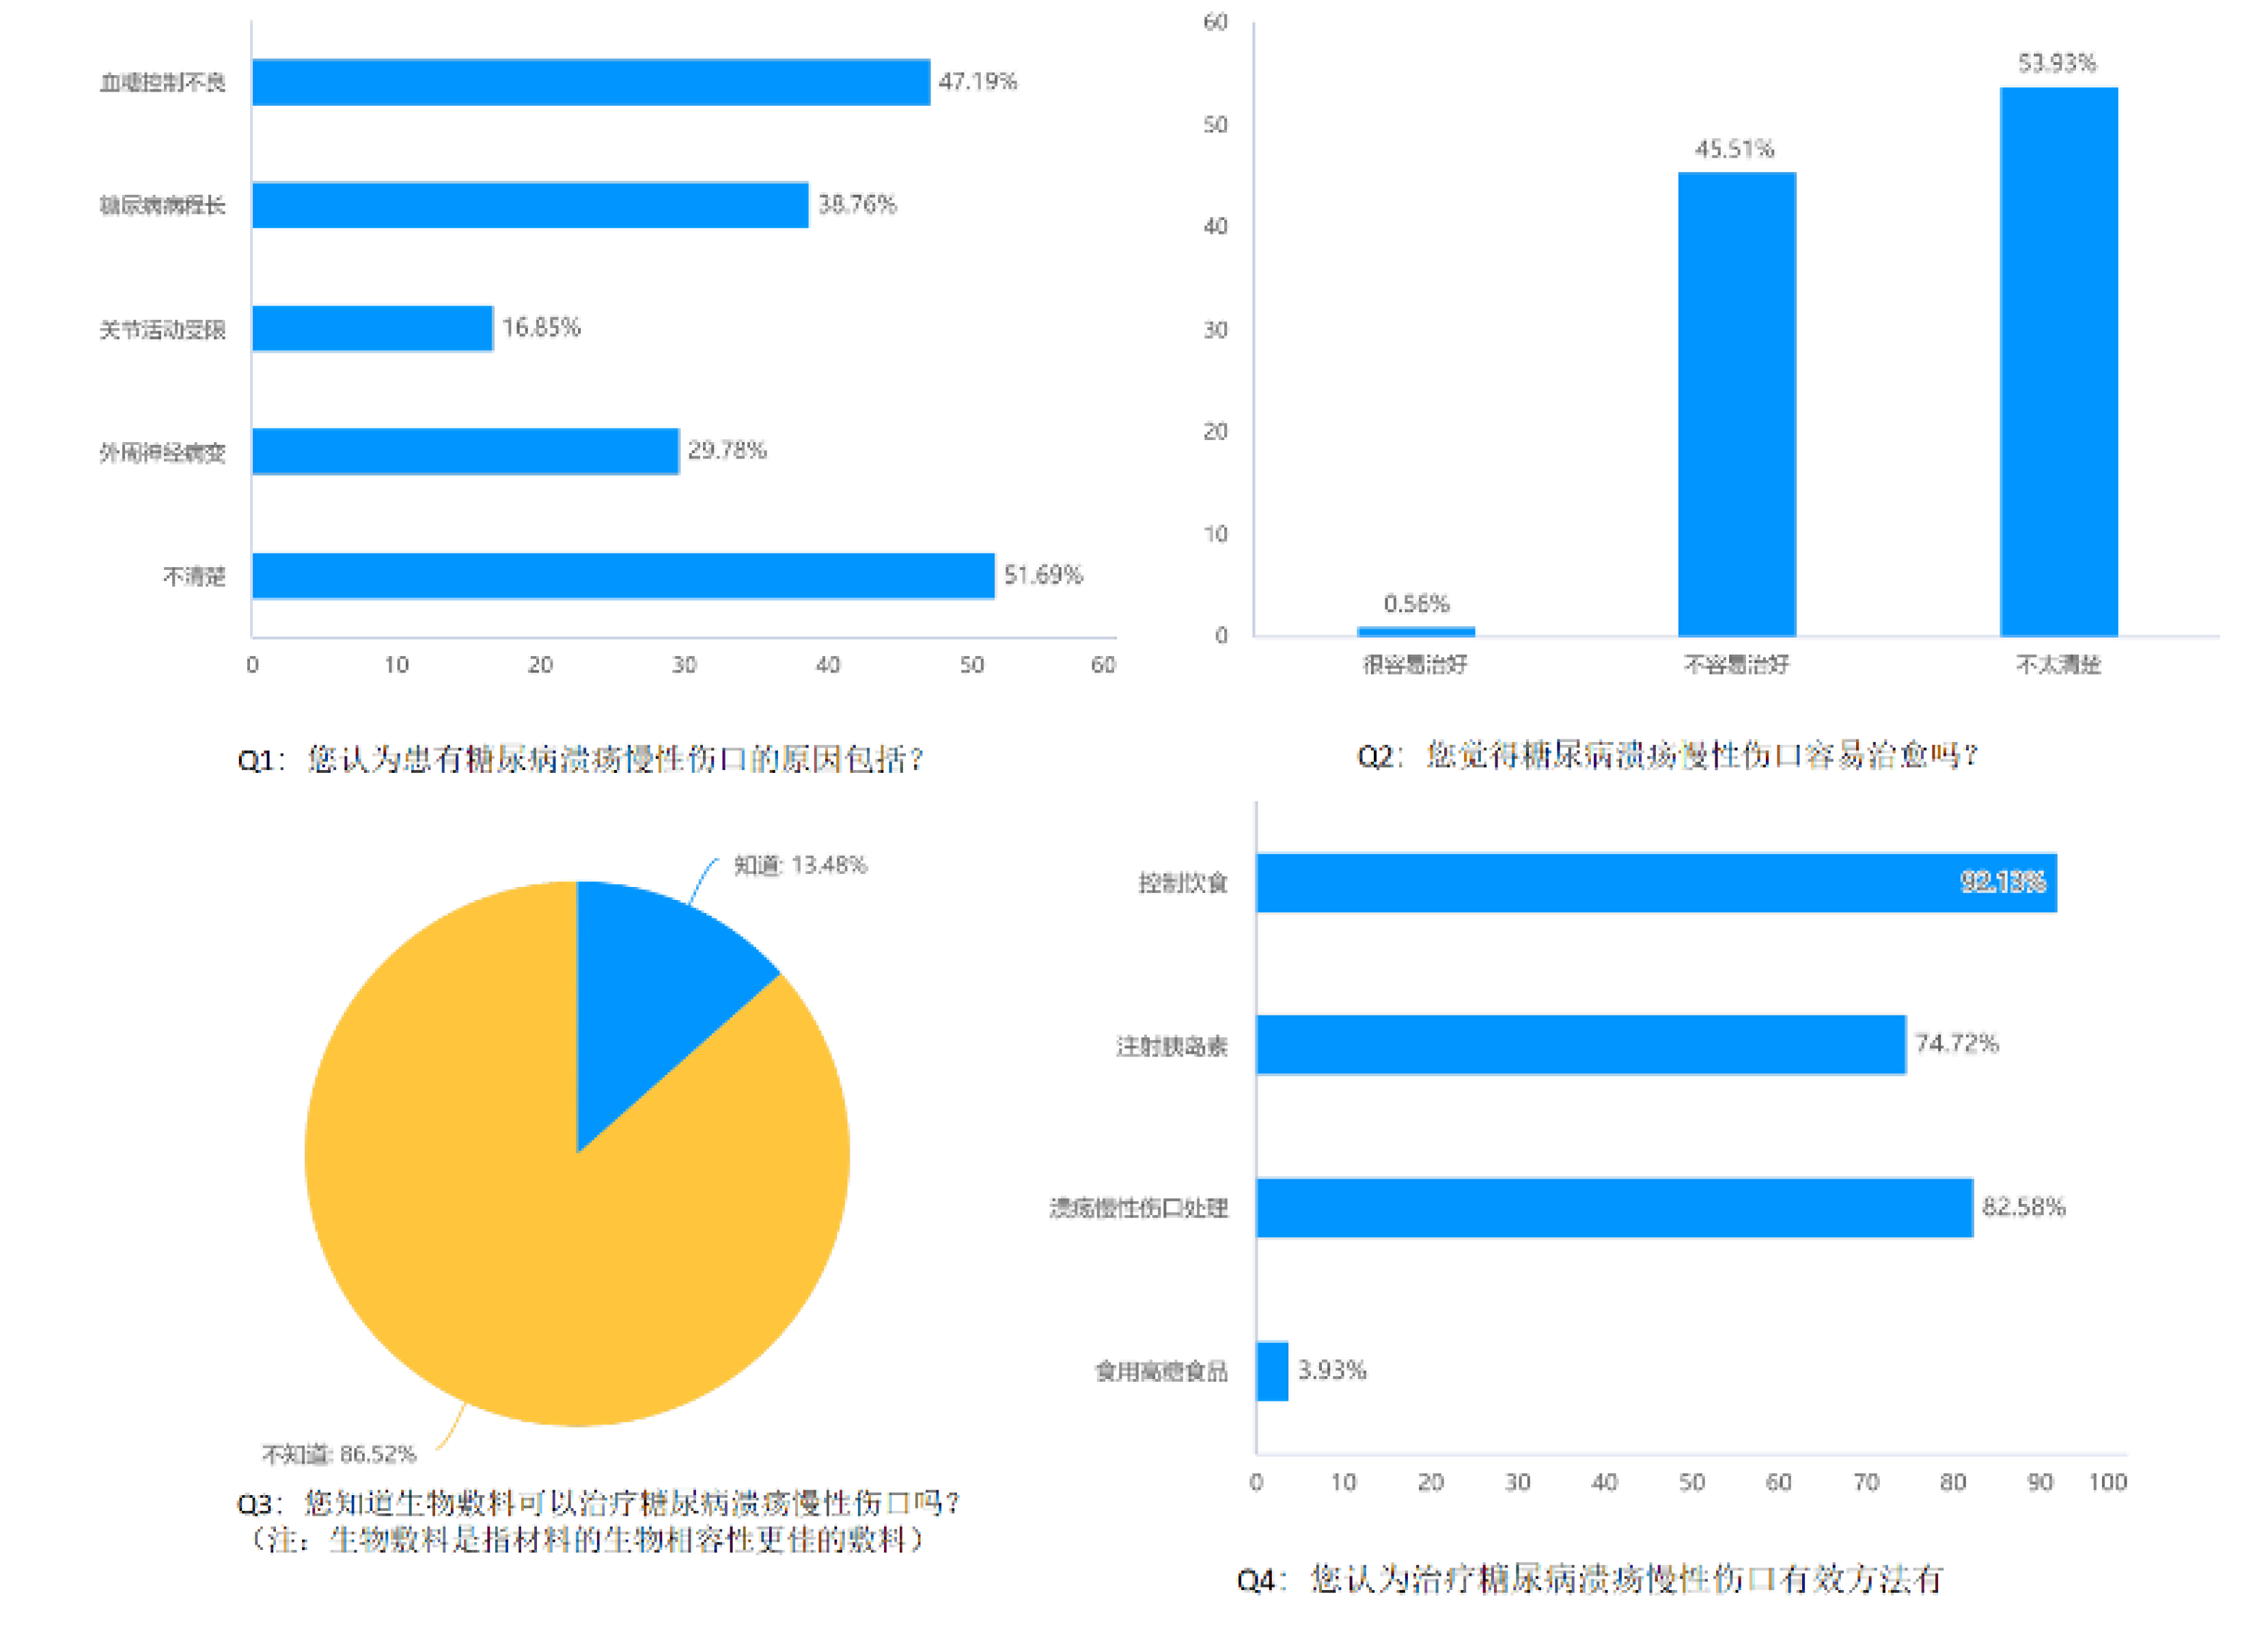 血糖控制不良
47.19%
糖尿病病程长
38.76%
关节活动受限
16.85%
外周神经病变
29.78%
不清楚
51.69%
0 10 20 30 40 50 60
Q1：您认为患有糖尿病溃疡慢性伤口的原因包括？
60
50
40
30
20
10
0
0.56%
45.51%
53.93%
很容易治好 不容易治好 不太清楚
Q2：您觉得糖尿病溃疡慢性伤口容易治愈吗？
知道: 13.48%
不知道: 86.52%
Q3：您知道生物敷料可以治疗糖尿病溃疡慢性伤口吗？
（注：生物敷料是指材料的生物相容性更佳的敷料）
控制饮食
92.13%
注射胰岛素
74.72%
溃疡慢性伤口处理
82.58%
食用高糖食品
3.93%
0 10 20 30 40 50 60 70 80 90 100
Q4：您认为治疗糖尿病溃疡慢性伤口有效方法有